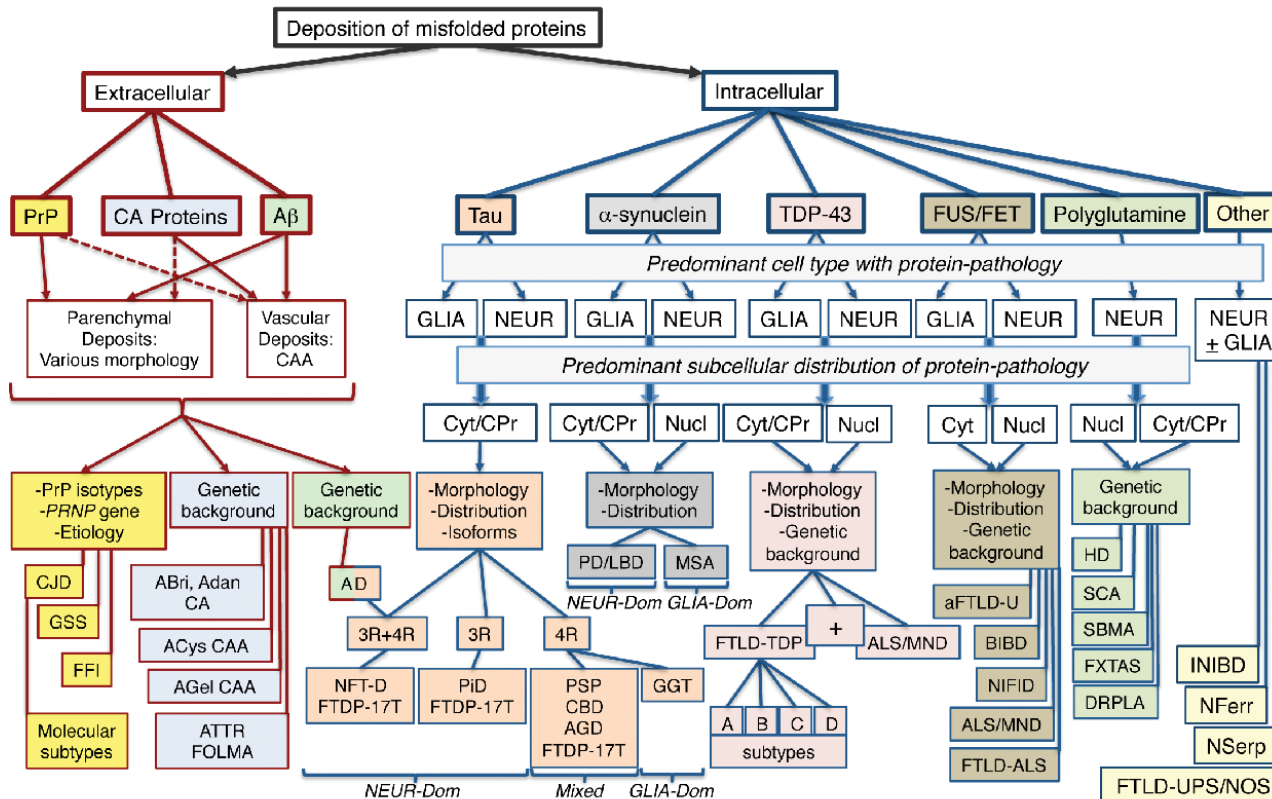 Deposition of misfolded proteins
Extracellular
Intracellular
PrP
CA Proteins
Aβ
Tau
α-synuclein
TDP-43
FUS/FET
Polyglutamine
Other
Predominant cell type with protein-pathology
Parenchymal
Deposits:
Various morphology
Vascular
Deposits:
CAA
GLIA
NEUR
GLIA
NEUR
GLIA
NEUR
GLIA
NEUR
NEUR
NEUR
± GLIA
Predominant subcellular distribution of protein-pathology
Cyt/CPr
Cyt/CPr
Nucl
Cyt/CPr
Nucl
Cyt
Nucl
Nucl
Cyt/CPr
-PrP isotypes
-PRNP gene
-Etiology
Genetic
background
Genetic
background
-Morphology
-Distribution
-Isoforms
-Morphology
-Distribution
-Morphology
-Distribution
-Genetic
background
-Morphology
-Distribution
-Genetic
background
Genetic
background
CJD
GSS
FFI
Molecular
subtypes
ABri, Adan
CA
ACys CAA
AGel CAA
ATTR
FOLMA
AD
3R+4R
3R
4R
NFT-D
FTDP-17T
PiD
FTDP-17T
PSP
CBD
AGD
FTDP-17T
GGT
NEUR-Dom
Mixed
GLIA-Dom
PD/LBD
MSA
NEUR-Dom
GLIA-Dom
FTLD-TDP
+
ALS/MND
A
B
C
D
subtypes
aFTLD-U
BIBD
NIFID
ALS/MND
FTLD-ALS
HD
SCA
SBMA
FXTAS
DRPLA
INIBD
NFerr
NSerp
FTLD-UPS/NOS